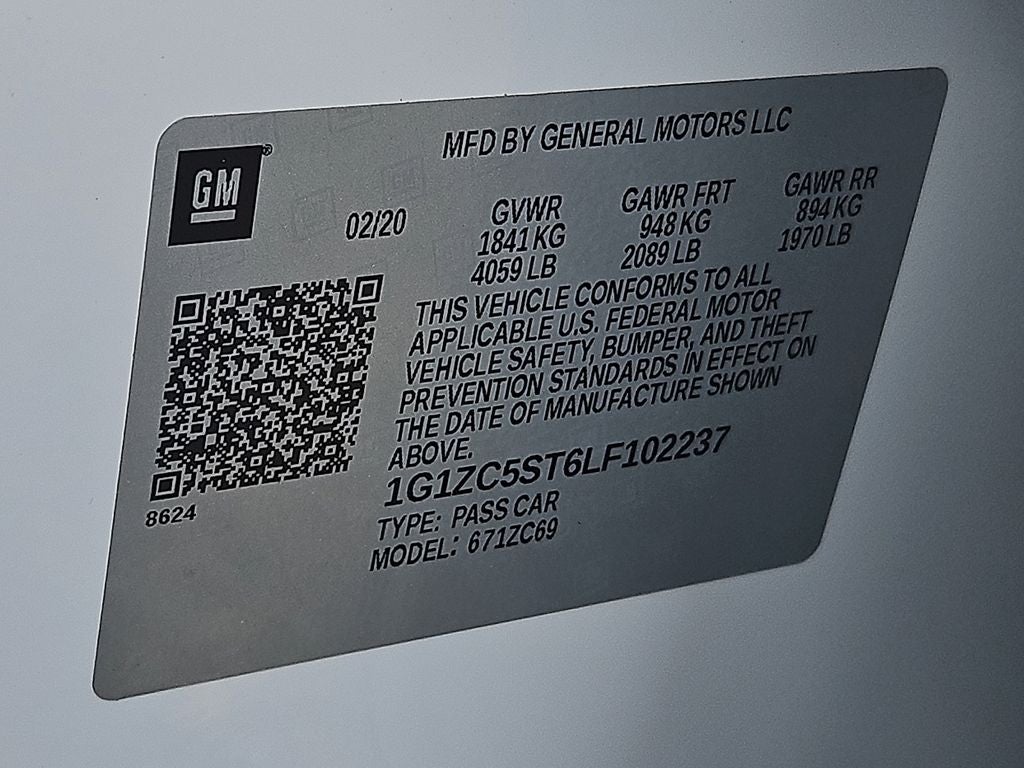 MFD BY GENERAL MOTORS LLC
GM®
02/20
GVWR GAWR FRT GAWR RR
1841 KG 948 KG 894 KG
4059 LB 2089 LB 1970 LB
THIS VEHICLE CONFORMS TO ALL
APPLICABLE U.S. FEDERAL MOTOR
VEHICLE SAFETY, BUMPER, AND THEFT
PREVENTION STANDARDS IN EFFECT ON
THE DATE OF MANUFACTURE SHOWN
ABOVE.
1G1ZC5ST6LF102237
8624
TYPE: PASS CAR
MODEL: 671ZC69